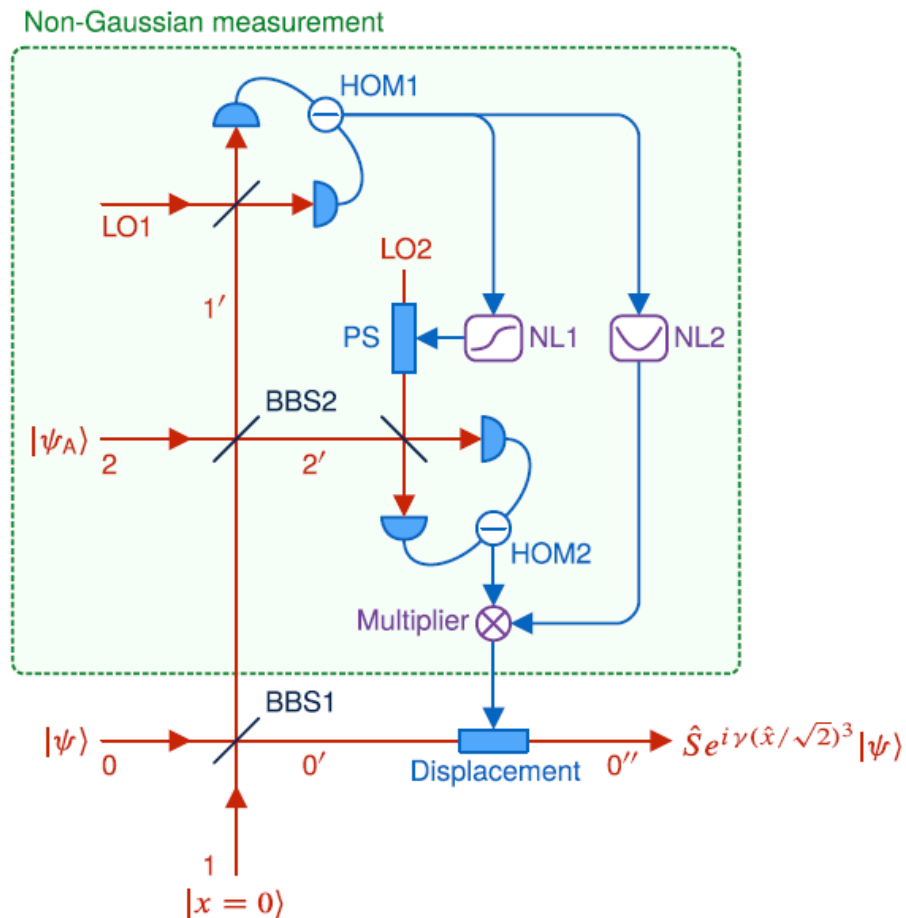 Non-Gaussian measurement
HOM1
LO1
LO2
1′
PS
NL1
NL2
BBS2
|ψ_A⟩
2
2′
HOM2
Multiplier
BBS1
|ψ⟩
0
0′
Displacement
0″
Ŝe^{iγ(x̂/√2)^3}|ψ⟩
1
|x = 0⟩